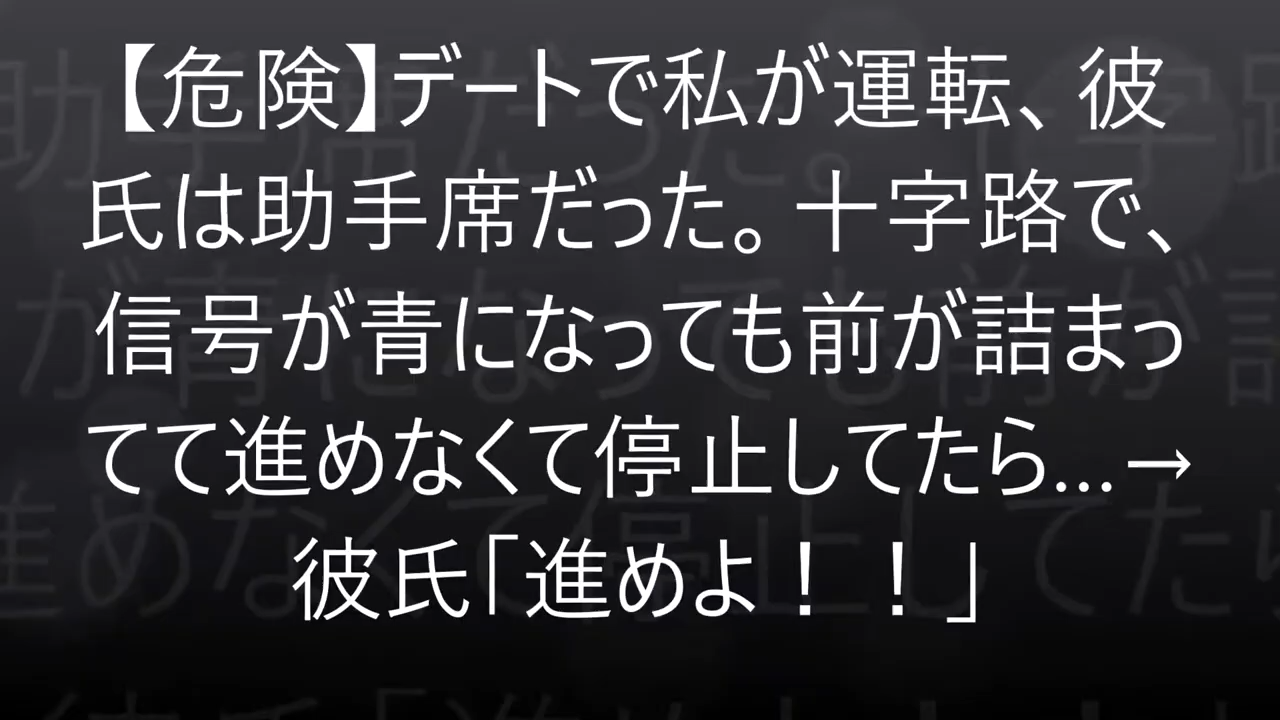 【危険】デートで私が運転、彼
氏は助手席だった。十字路で、
信号が青になっても前が詰まっ
てて進めなくて停止してたら…→
彼氏「進めよ！！」